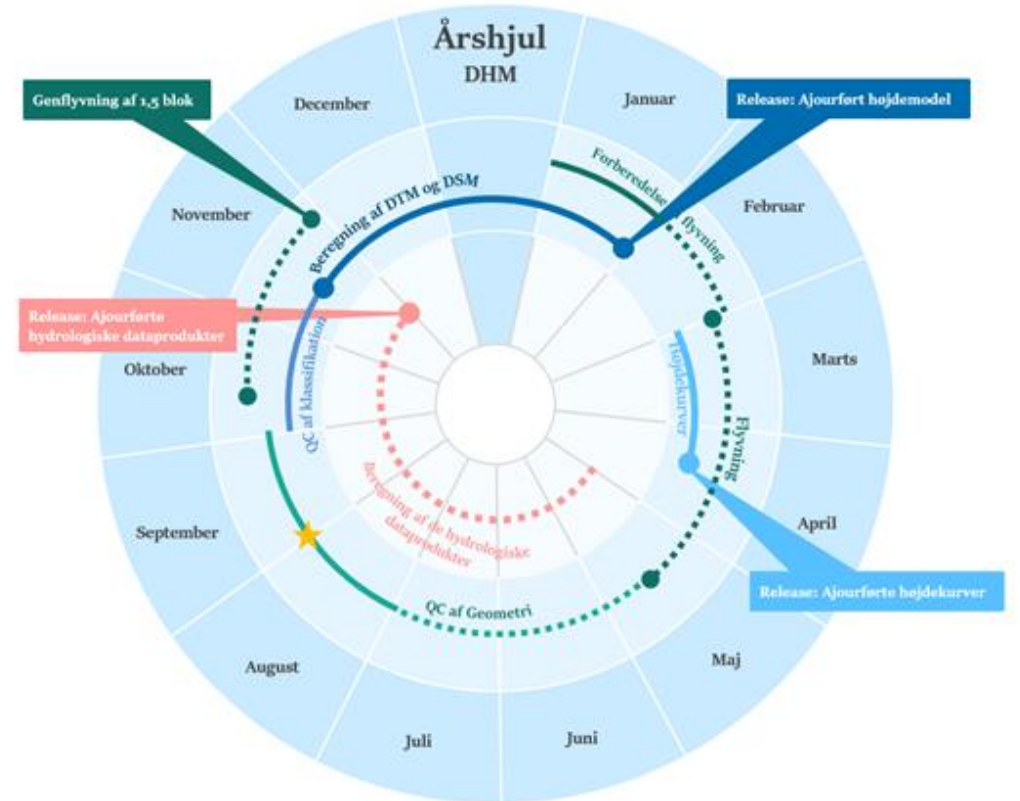 Årshjul
DHM
Januar
Februar
Marts
April
Maj
Juni
Juli
August
September
Oktober
November
December
Genflyvning af 1,5 blok
Release: Ajourført højdemodel
Release: Ajourførte
hydrologiske dataprodukter
Release: Ajourførte højdekurver
Forberedelse flyvning
Flyvning
Højdekurver
Beregning af DTM og DSM
QC af klassifikation
QC af Geometri
Beregning af de hydrologiske
dataprodukter